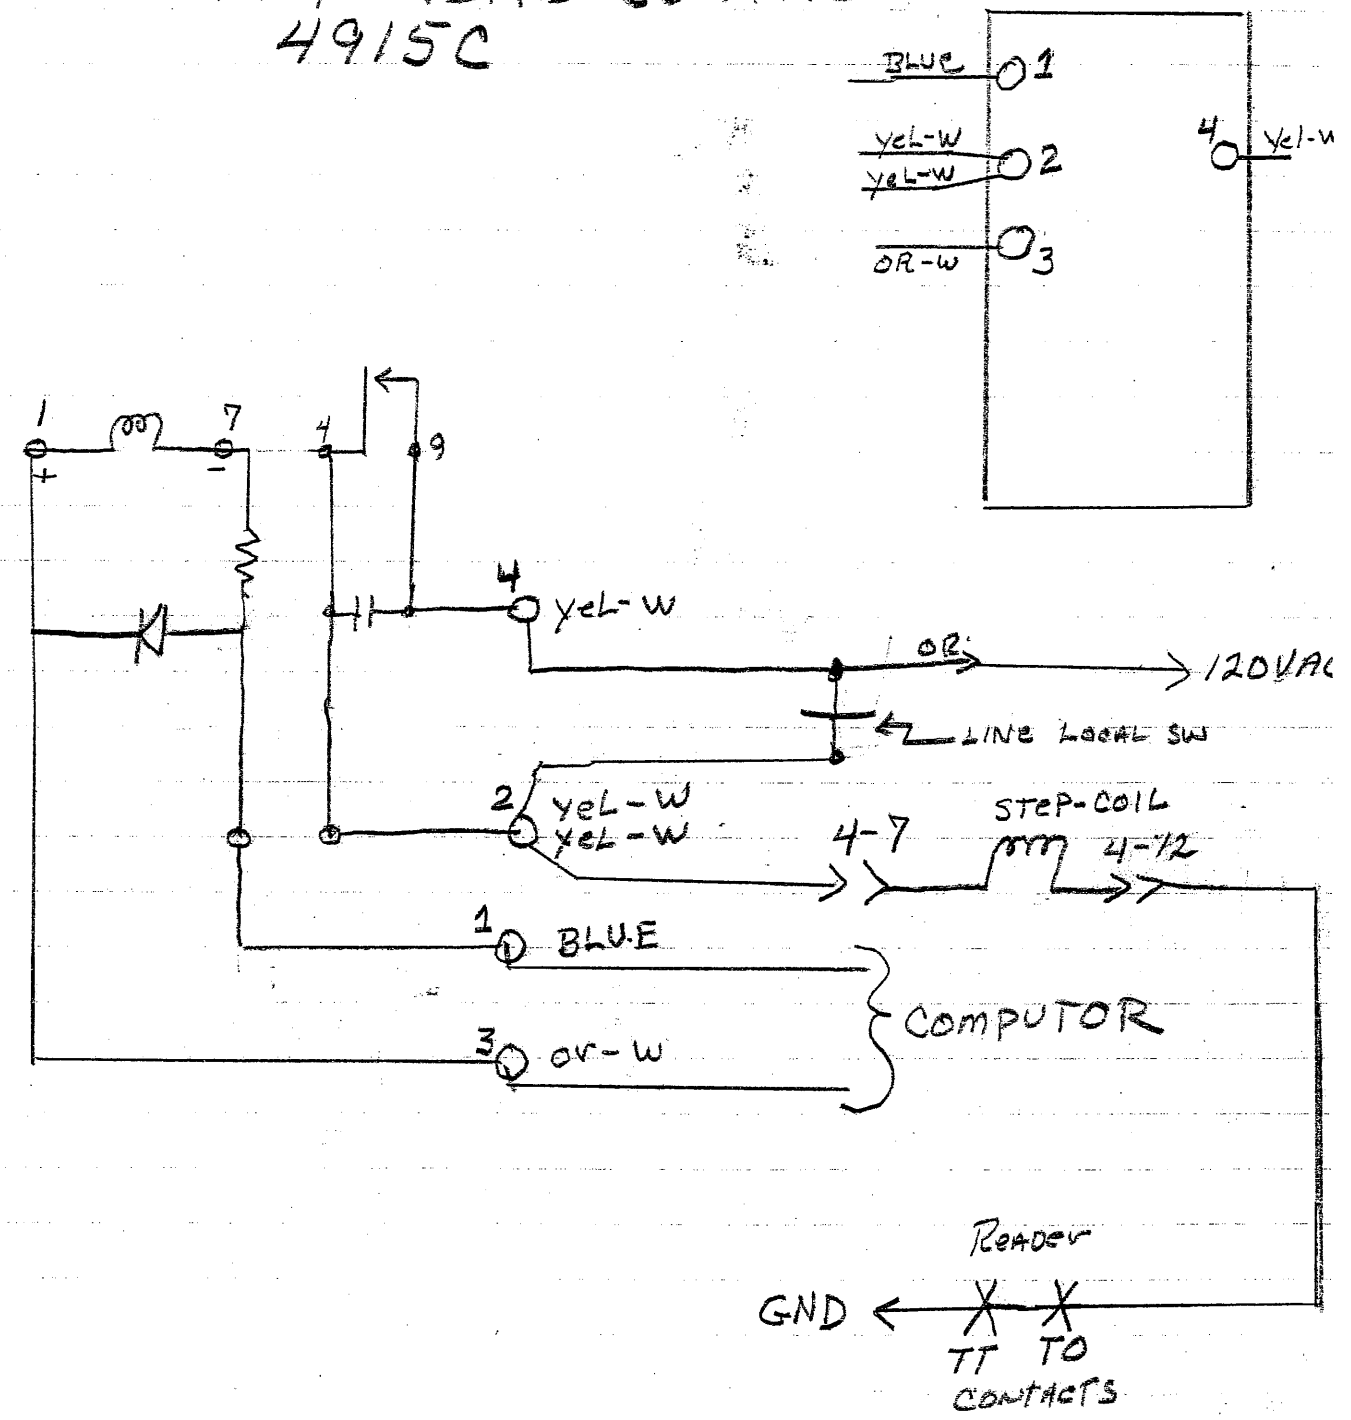 4915C
BLUE 1
YeL-W
YeL-W 2
4 Yel-W
OR-W 3
1 7 4 9
+ -
4 YeL-W
OR.
120VAC
LINE LOCAL SW
2 YeL-W
YeL-W
4-7
STEP-COIL
4-12
1 BLUE
COMPUTOR
3 or-W
Reader
GND
TT TO
CONTACTS